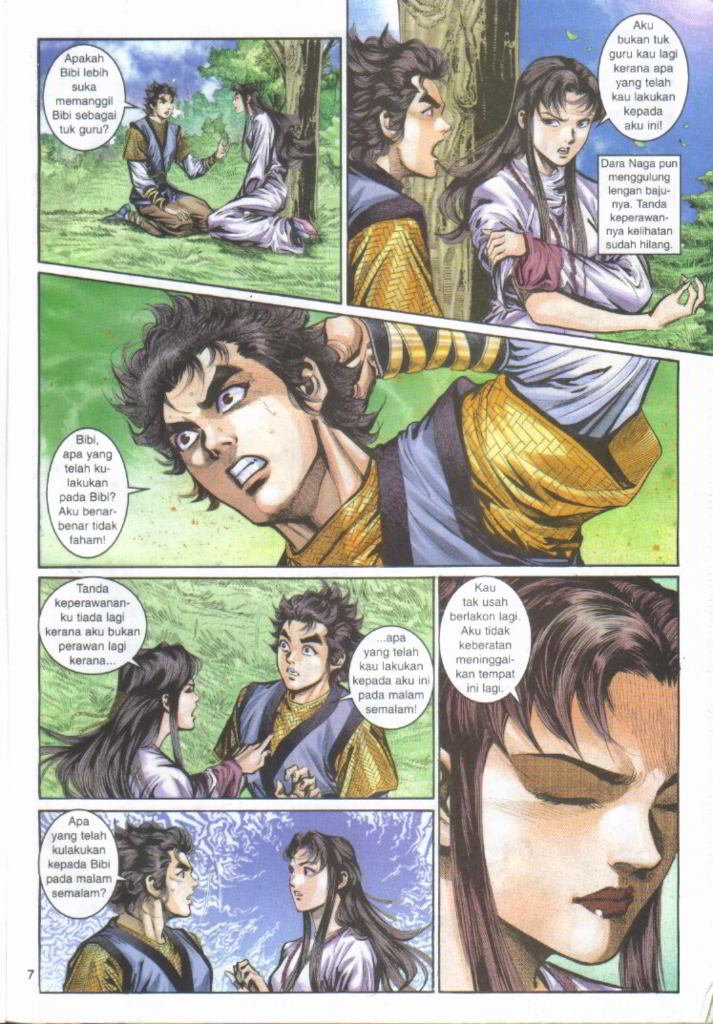 Apakah
Bibi lebih
suka
memanggil
Bibi sebagai
tuk guru?
Aku
bukan tuk
guru kau lagi
kerana apa
yang telah
kau lakukan
kepada
aku ini!
Dara Naga pun
menggulung
lengan baju-
nya. Tanda
keperawan-
nya kelihatan
sudah hilang.
Bibi,
apa yang
telah ku-
lakukan
pada Bibi?
Aku benar-
benar tidak
faham!
Tanda
keperawanan-
ku tiada lagi
kerana aku bukan
perawan lagi
kerana...
...apa
yang telah
kau lakukan
kepada aku ini
pada malam
semalam!
Kau
tak usah
berlakon lagi.
Aku tidak
keberatan
meninggal-
kan tempat
ini lagi.
Apa
yang telah
kulakukan
kepada Bibi
pada malam
semalam?
7